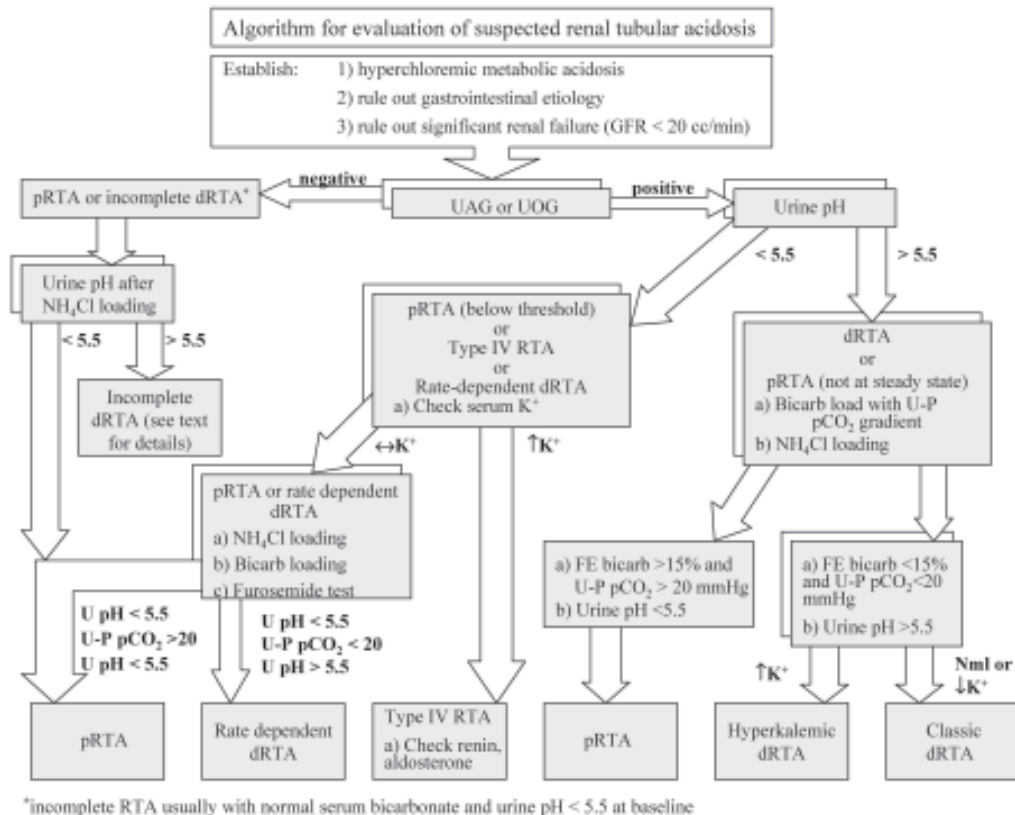 Algorithm for evaluation of suspected renal tubular acidosis
Establish: 1) hyperchloremic metabolic acidosis
2) rule out gastrointestinal etiology
3) rule out significant renal failure (GFR < 20 cc/min)
negative
positive
pRTA or incomplete dRTA*
UAG or UOG
Urine pH
< 5.5
> 5.5
Urine pH after
NH₄Cl loading
< 5.5
> 5.5
Incomplete
dRTA (see text
for details)
pRTA (below threshold)
or
Type IV RTA
or
Rate-dependent dRTA
a) Check serum K⁺
↔K⁺
↑K⁺
dRTA
or
pRTA (not at steady state)
a) Bicarb load with U-P
pCO₂ gradient
b) NH₄Cl loading
pRTA or rate dependent
dRTA
a) NH₄Cl loading
b) Bicarb loading
c) Furosemide test
a) FE bicarb >15% and
U-P pCO₂ > 20 mmHg
b) Urine pH <5.5
a) FE bicarb <15%
and U-P pCO₂<20
mmHg
b) Urine pH >5.5
U pH < 5.5
U-P pCO₂ >20
U pH < 5.5
U pH < 5.5
U-P pCO₂ < 20
U pH > 5.5
↑K⁺
Nml or
↓K⁺
pRTA
Rate dependent
dRTA
Type IV RTA
a) Check renin,
aldosterone
pRTA
Hyperkalemic
dRTA
Classic
dRTA
*incomplete RTA usually with normal serum bicarbonate and urine pH < 5.5 at baseline